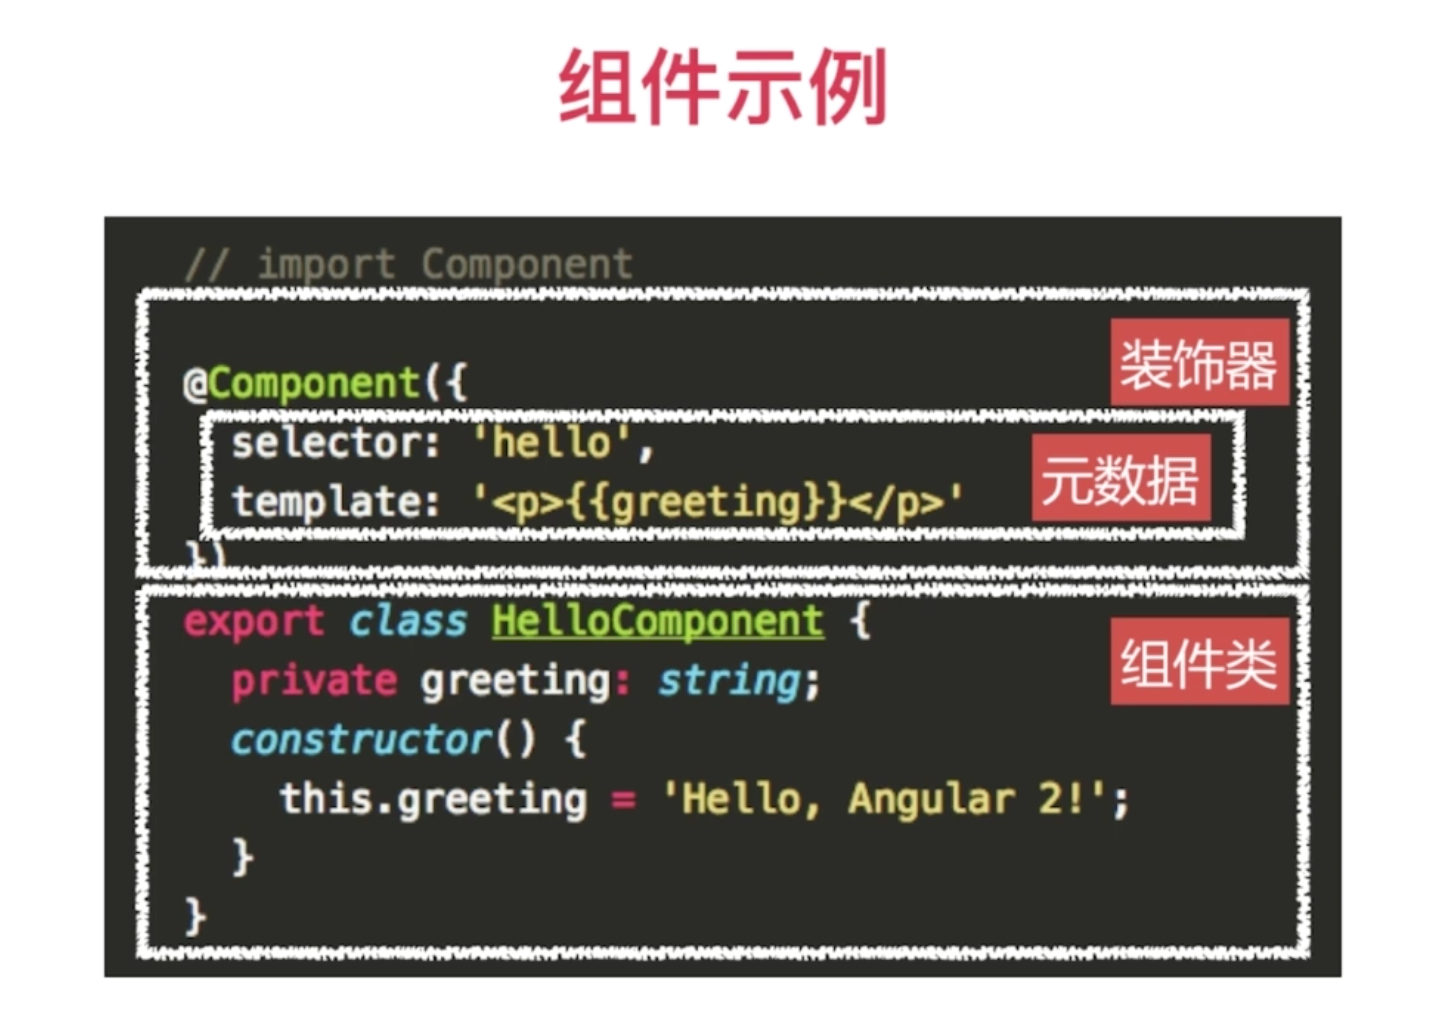 组件示例
// import Component
装饰器
@Component({
selector: 'hello',
元数据
template: '<p>{{greeting}}</p>'
})
export class HelloComponent {
组件类
private greeting: string;
constructor() {
this.greeting = 'Hello, Angular 2!';
}
}